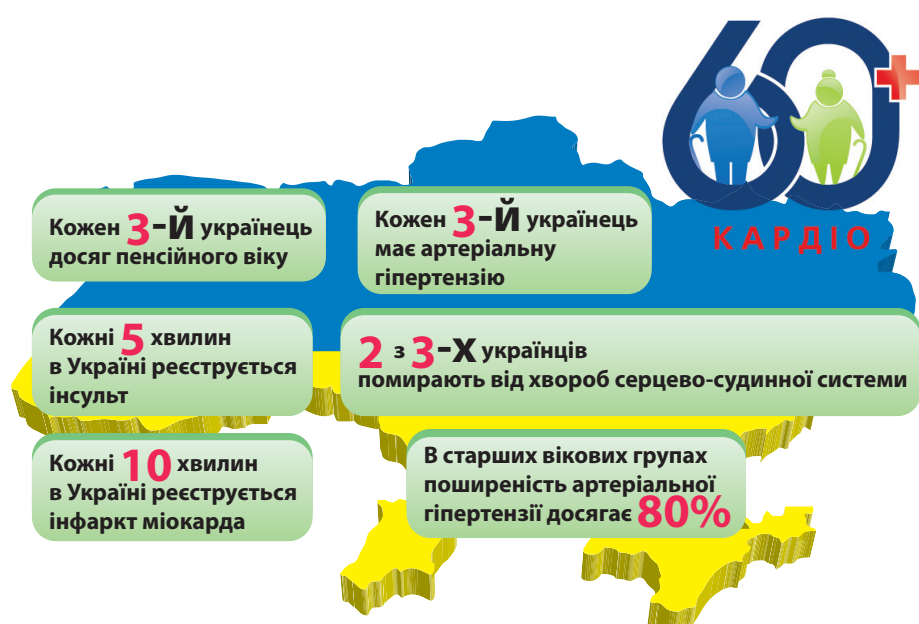 60+
КАРДІО
Кожен 3-й українець
досяг пенсійного віку
Кожен 3-й українець
має артеріальну
гіпертензію
Кожні 5 хвилин
в Україні реєструється
інсульт
2 з 3-х українців
помирають від хвороб серцево-судинної системи
Кожні 10 хвилин
в Україні реєструється
інфаркт міокарда
В старших вікових групах
поширеність артеріальної
гіпертензії досягає 80%